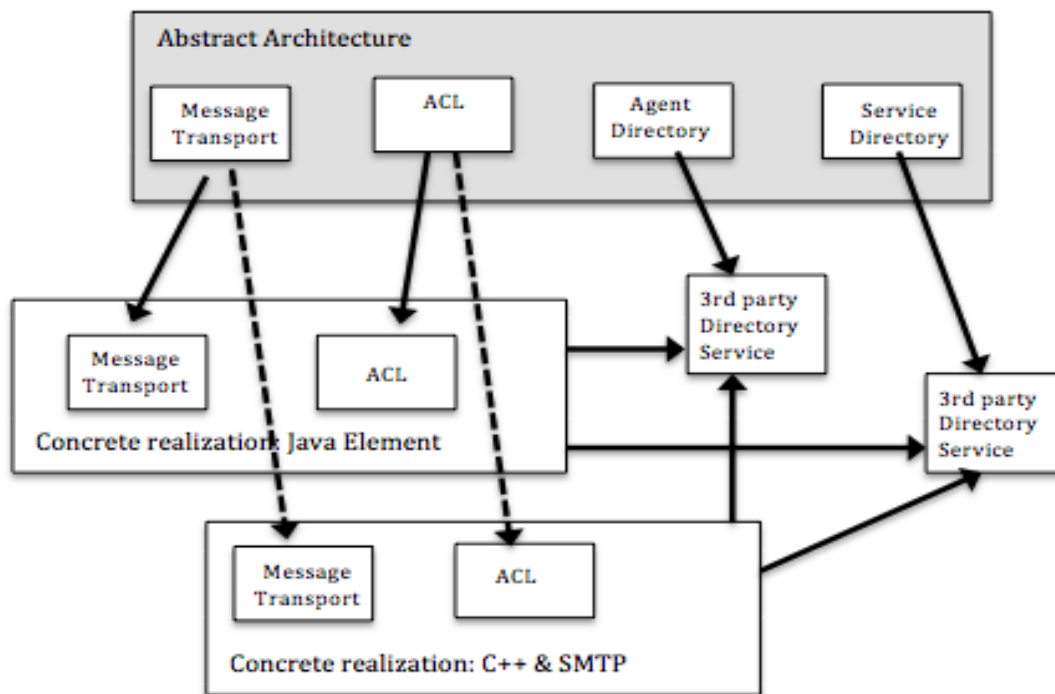 Abstract Architecture
Message
Transport
ACL
Agent
Directory
Service
Directory
3rd party
Directory
Service
3rd party
Directory
Service
Message
Transport
ACL
Concrete realization: Java Element
Message
Transport
ACL
Concrete realization: C++ & SMTP